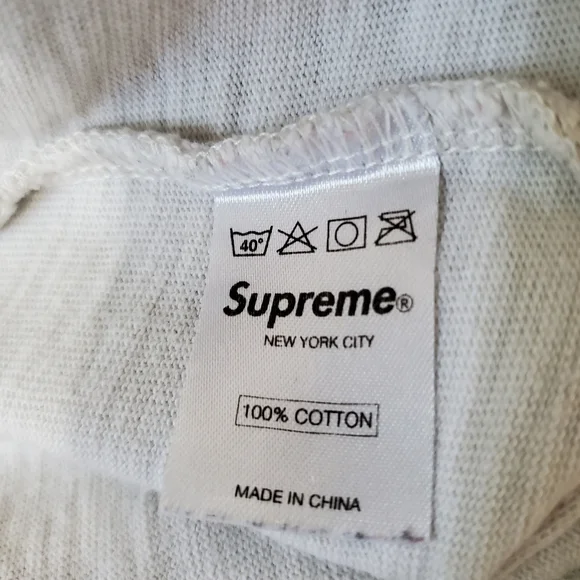 40°
Supreme®
NEW YORK CITY
100% COTTON
MADE IN CHINA